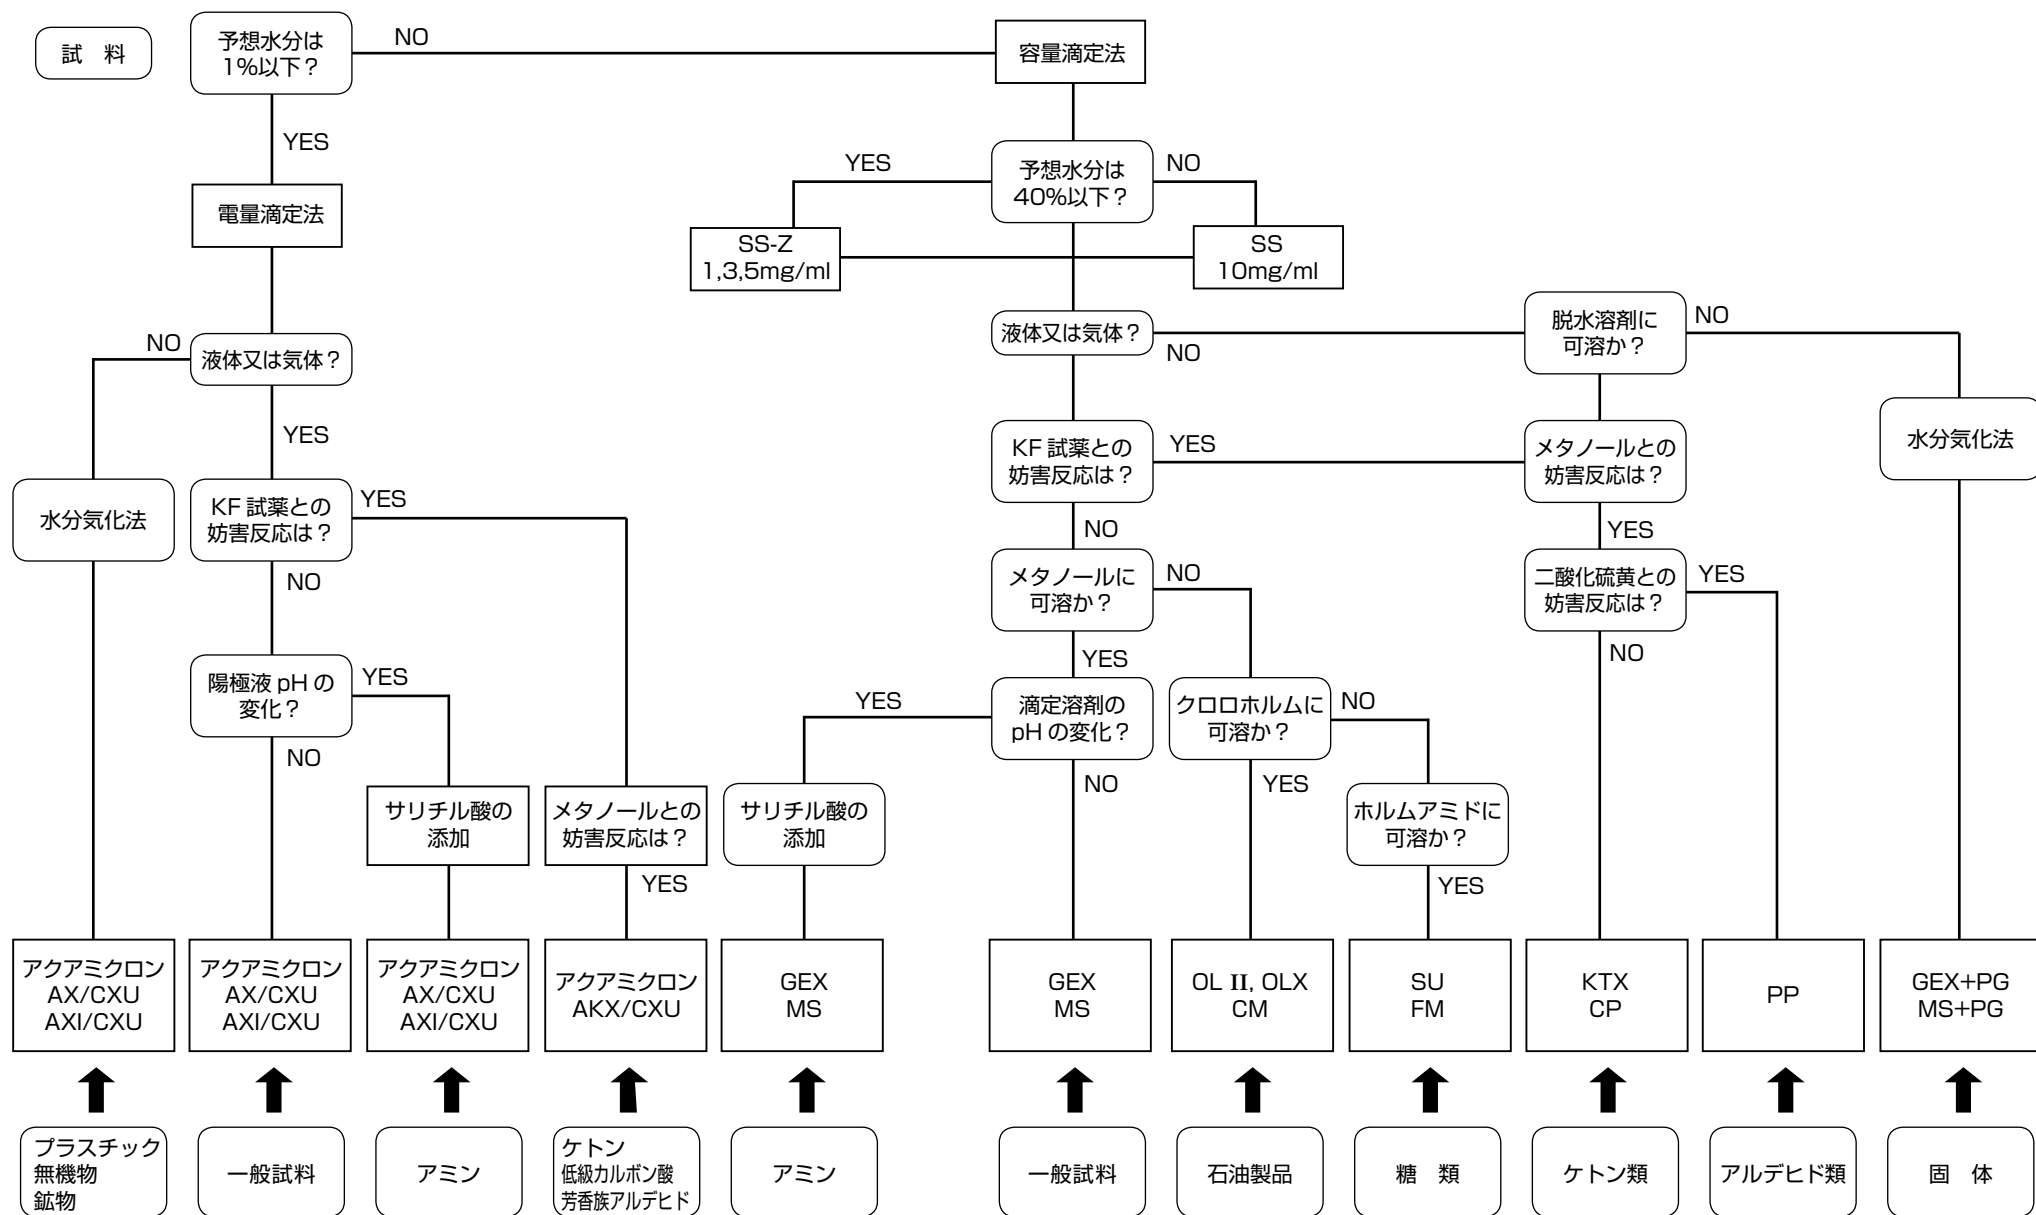 試 料
予想水分は
1%以下?
NO
容量滴定法
YES
予想水分は
40%以下?
YES
NO
電量滴定法
SS-Z
1,3,5mg/ml
SS
10mg/ml
液体又は気体?
NO
YES
液体又は気体?
NO
脱水溶剤に
可溶か?
NO
水分気化法
KF 試薬との
妨害反応は?
YES
NO
KF 試薬との
妨害反応は?
YES
NO
メタノールとの
妨害反応は?
YES
水分気化法
メタノールに
可溶か?
NO
YES
二酸化硫黄との
妨害反応は?
YES
NO
陽極液 pH の
変化?
YES
NO
滴定溶剤の
pH の変化?
YES
NO
クロロホルムに
可溶か?
NO
YES
サリチル酸の
添加
メタノールとの
妨害反応は?
YES
サリチル酸の
添加
ホルムアミドに
可溶か?
YES
アクアミクロン
AX/CXU
AXI/CXU
アクアミクロン
AX/CXU
AXI/CXU
アクアミクロン
AX/CXU
AXI/CXU
アクアミクロン
AKX/CXU
GEX
MS
GEX
MS
OL II, OLX
CM
SU
FM
KTX
CP
PP
GEX+PG
MS+PG
プラスチック
無機物
鉱物
一般試料
アミン
ケトン
低級カルボン酸
芳香族アルデヒド
アミン
一般試料
石油製品
糖 類
ケトン類
アルデヒド類
固 体